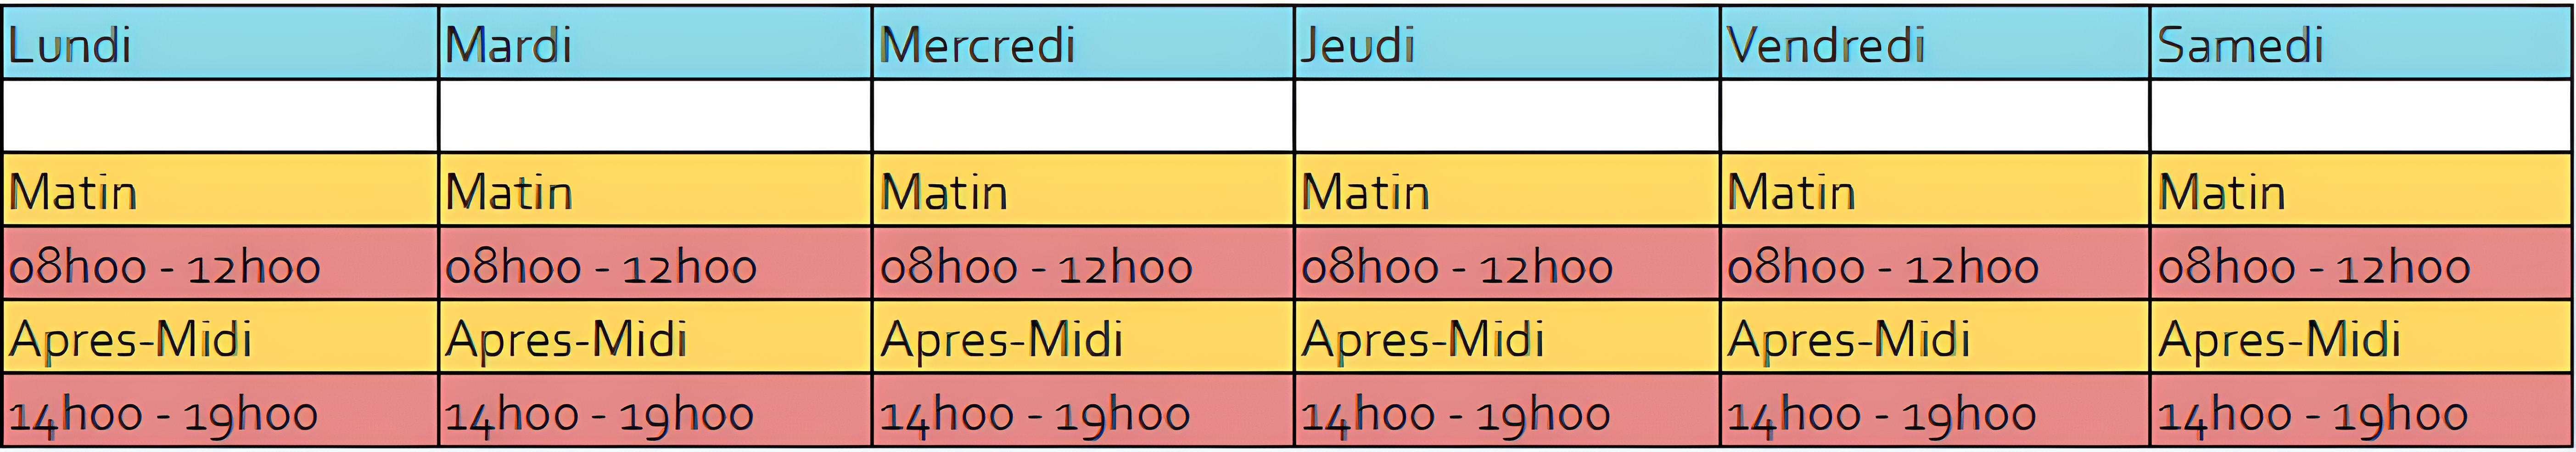 Lundi Mardi Mercredi Jeudi Vendredi Samedi
Matin Matin Matin Matin Matin Matin
08h00 - 12h00 08h00 - 12h00 08h00 - 12h00 08h00 - 12h00 08h00 - 12h00 08h00 - 12h00
Apres-Midi Apres-Midi Apres-Midi Apres-Midi Apres-Midi Apres-Midi
14h00 - 19h00 14h00 - 19h00 14h00 - 19h00 14h00 - 19h00 14h00 - 19h00 14h00 - 19h00